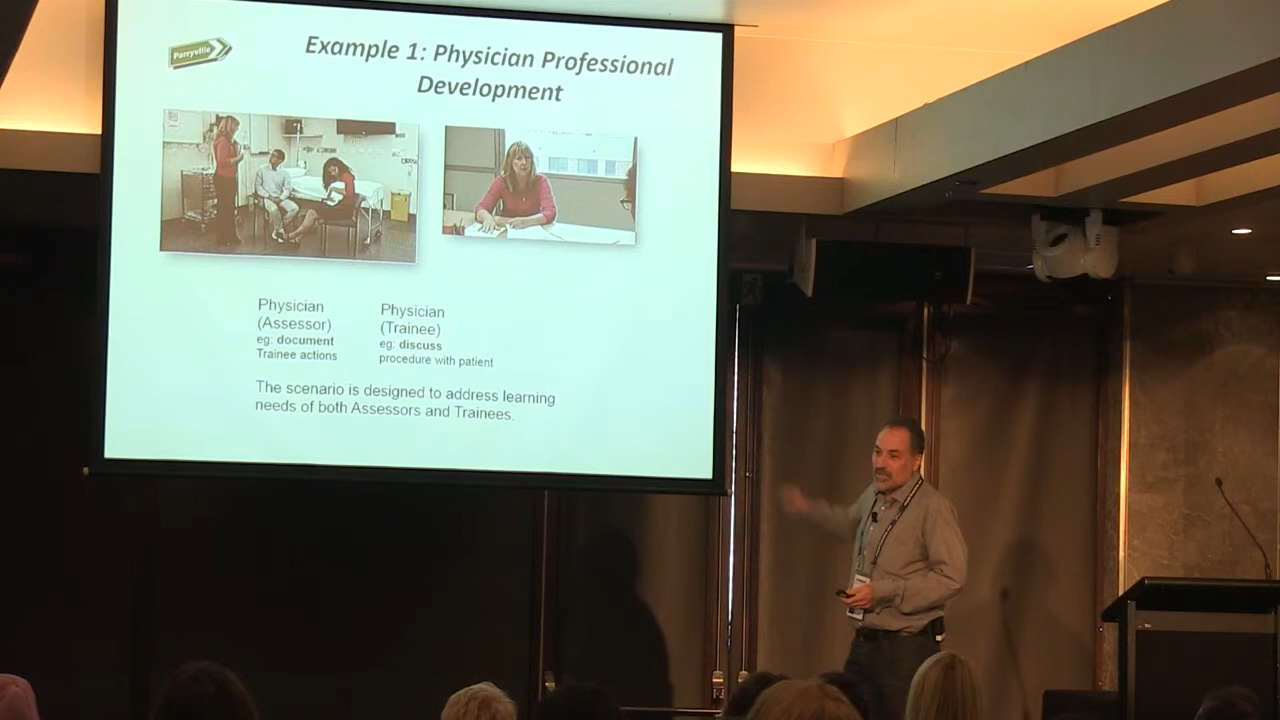 Parryville
Example 1: Physician Professional
Development
Physician
(Assessor)
eg: document
Trainee actions
Physician
(Trainee)
eg: discuss
procedure with patient
The scenario is designed to address learning
needs of both Assessors and Trainees.